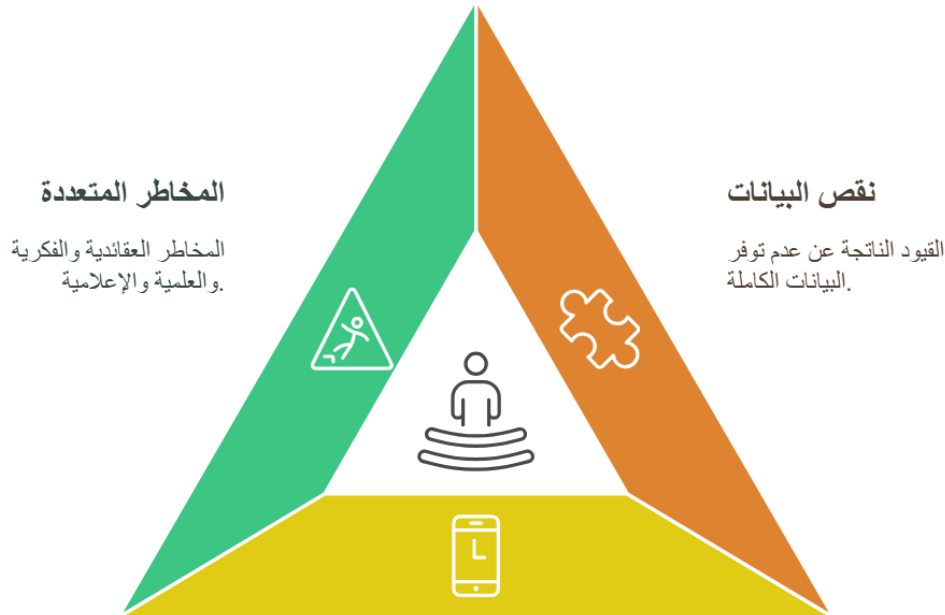 نقص البيانات
القيود الناتجة عن عدم توفر
البيانات الكاملة.
المخاطر المتعددة
المخاطر العقائدية والفكرية
والعلمية والإعلامية.